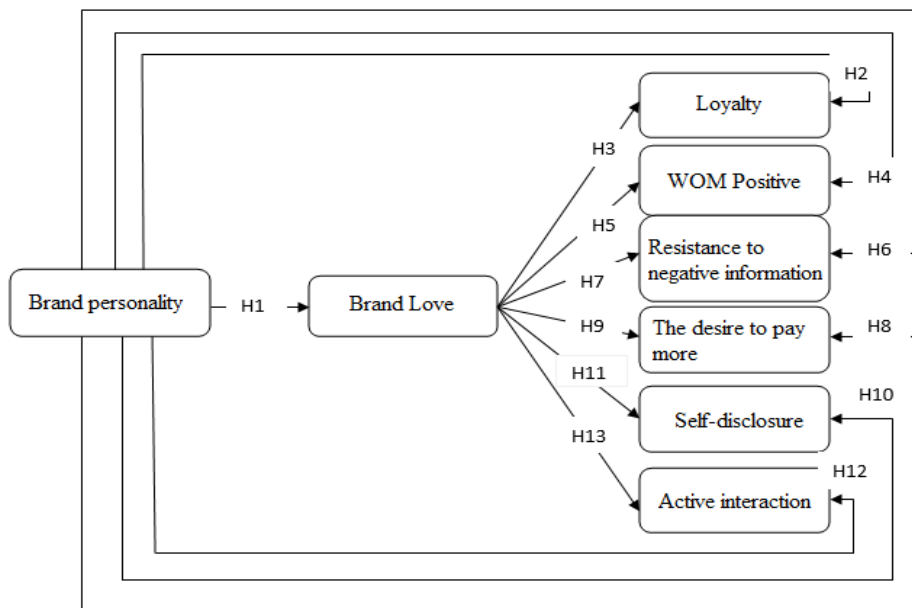 H2
Loyalty
H3
WOM Positive
H4
H5
Resistance to
negative information
H6
H7
Brand personality
H1
Brand Love
The desire to pay
more
H8
H9
H11
H10
Self-disclosure
H13
H12
Active interaction